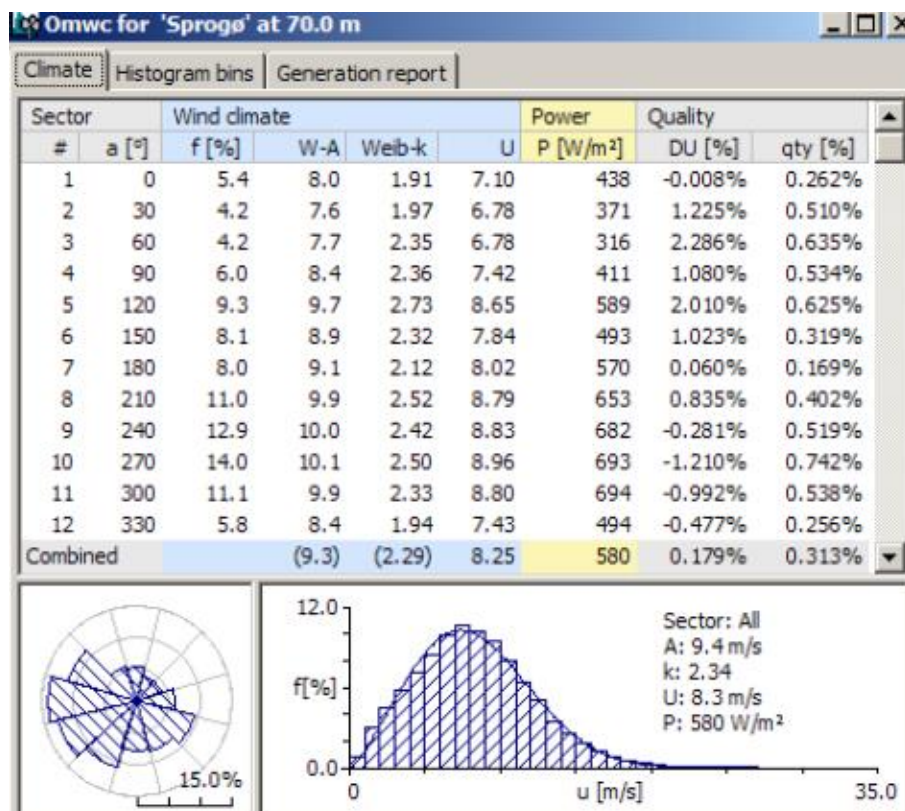 Omwc for 'Sprogø' at 70.0 m
Climate Histogram bins Generation report
Sector Wind climate Power Quality
# a [°] f [%] W-A Weib-k U P [W/m²] DU [%] qty [%]
1 0 5.4 8.0 1.91 7.10 438 -0.008% 0.262%
2 30 4.2 7.6 1.97 6.78 371 1.225% 0.510%
3 60 4.2 7.7 2.35 6.78 316 2.286% 0.635%
4 90 6.0 8.4 2.36 7.42 411 1.080% 0.534%
5 120 9.3 9.7 2.73 8.65 589 2.010% 0.625%
6 150 8.1 8.9 2.32 7.84 493 1.023% 0.319%
7 180 8.0 9.1 2.12 8.02 570 0.060% 0.169%
8 210 11.0 9.9 2.52 8.79 653 0.835% 0.402%
9 240 12.9 10.0 2.42 8.83 682 -0.281% 0.519%
10 270 14.0 10.1 2.50 8.96 693 -1.210% 0.742%
11 300 11.1 9.9 2.33 8.80 694 -0.992% 0.538%
12 330 5.8 8.4 1.94 7.43 494 -0.477% 0.256%
Combined (9.3) (2.29) 8.25 580 0.179% 0.313%
15.0%
12.0
f[%]
0.0
0 u [m/s] 35.0
Sector: All
A: 9.4 m/s
k: 2.34
U: 8.3 m/s
P: 580 W/m²